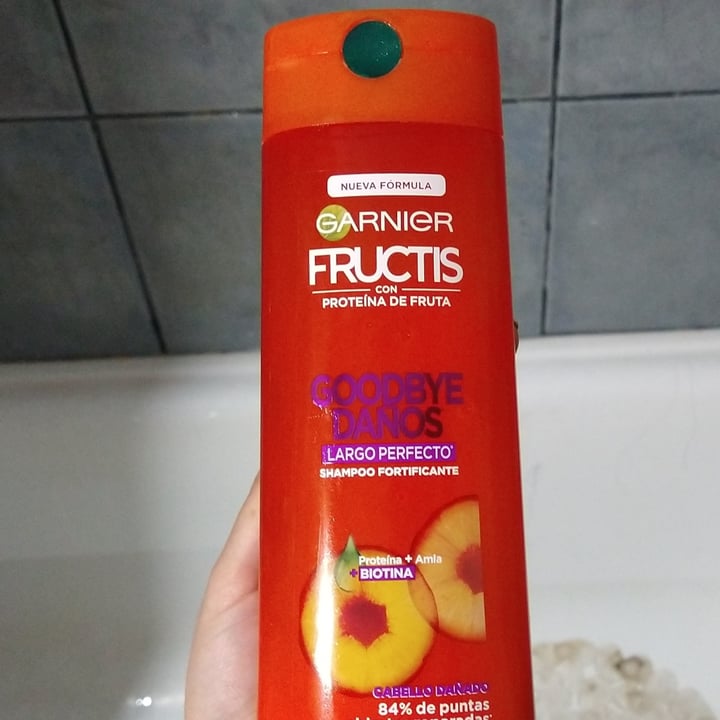 NUEVA FÓRMULA
GARNIER
FRUCTIS
CON
PROTEÍNA DE FRUTA
GOODBYE
DAÑOS
LARGO PERFECTO
SHAMPOO FORTIFICANTE
Proteína + Amla
+ BIOTINA
CABELLO DAÑADO
84% de puntas